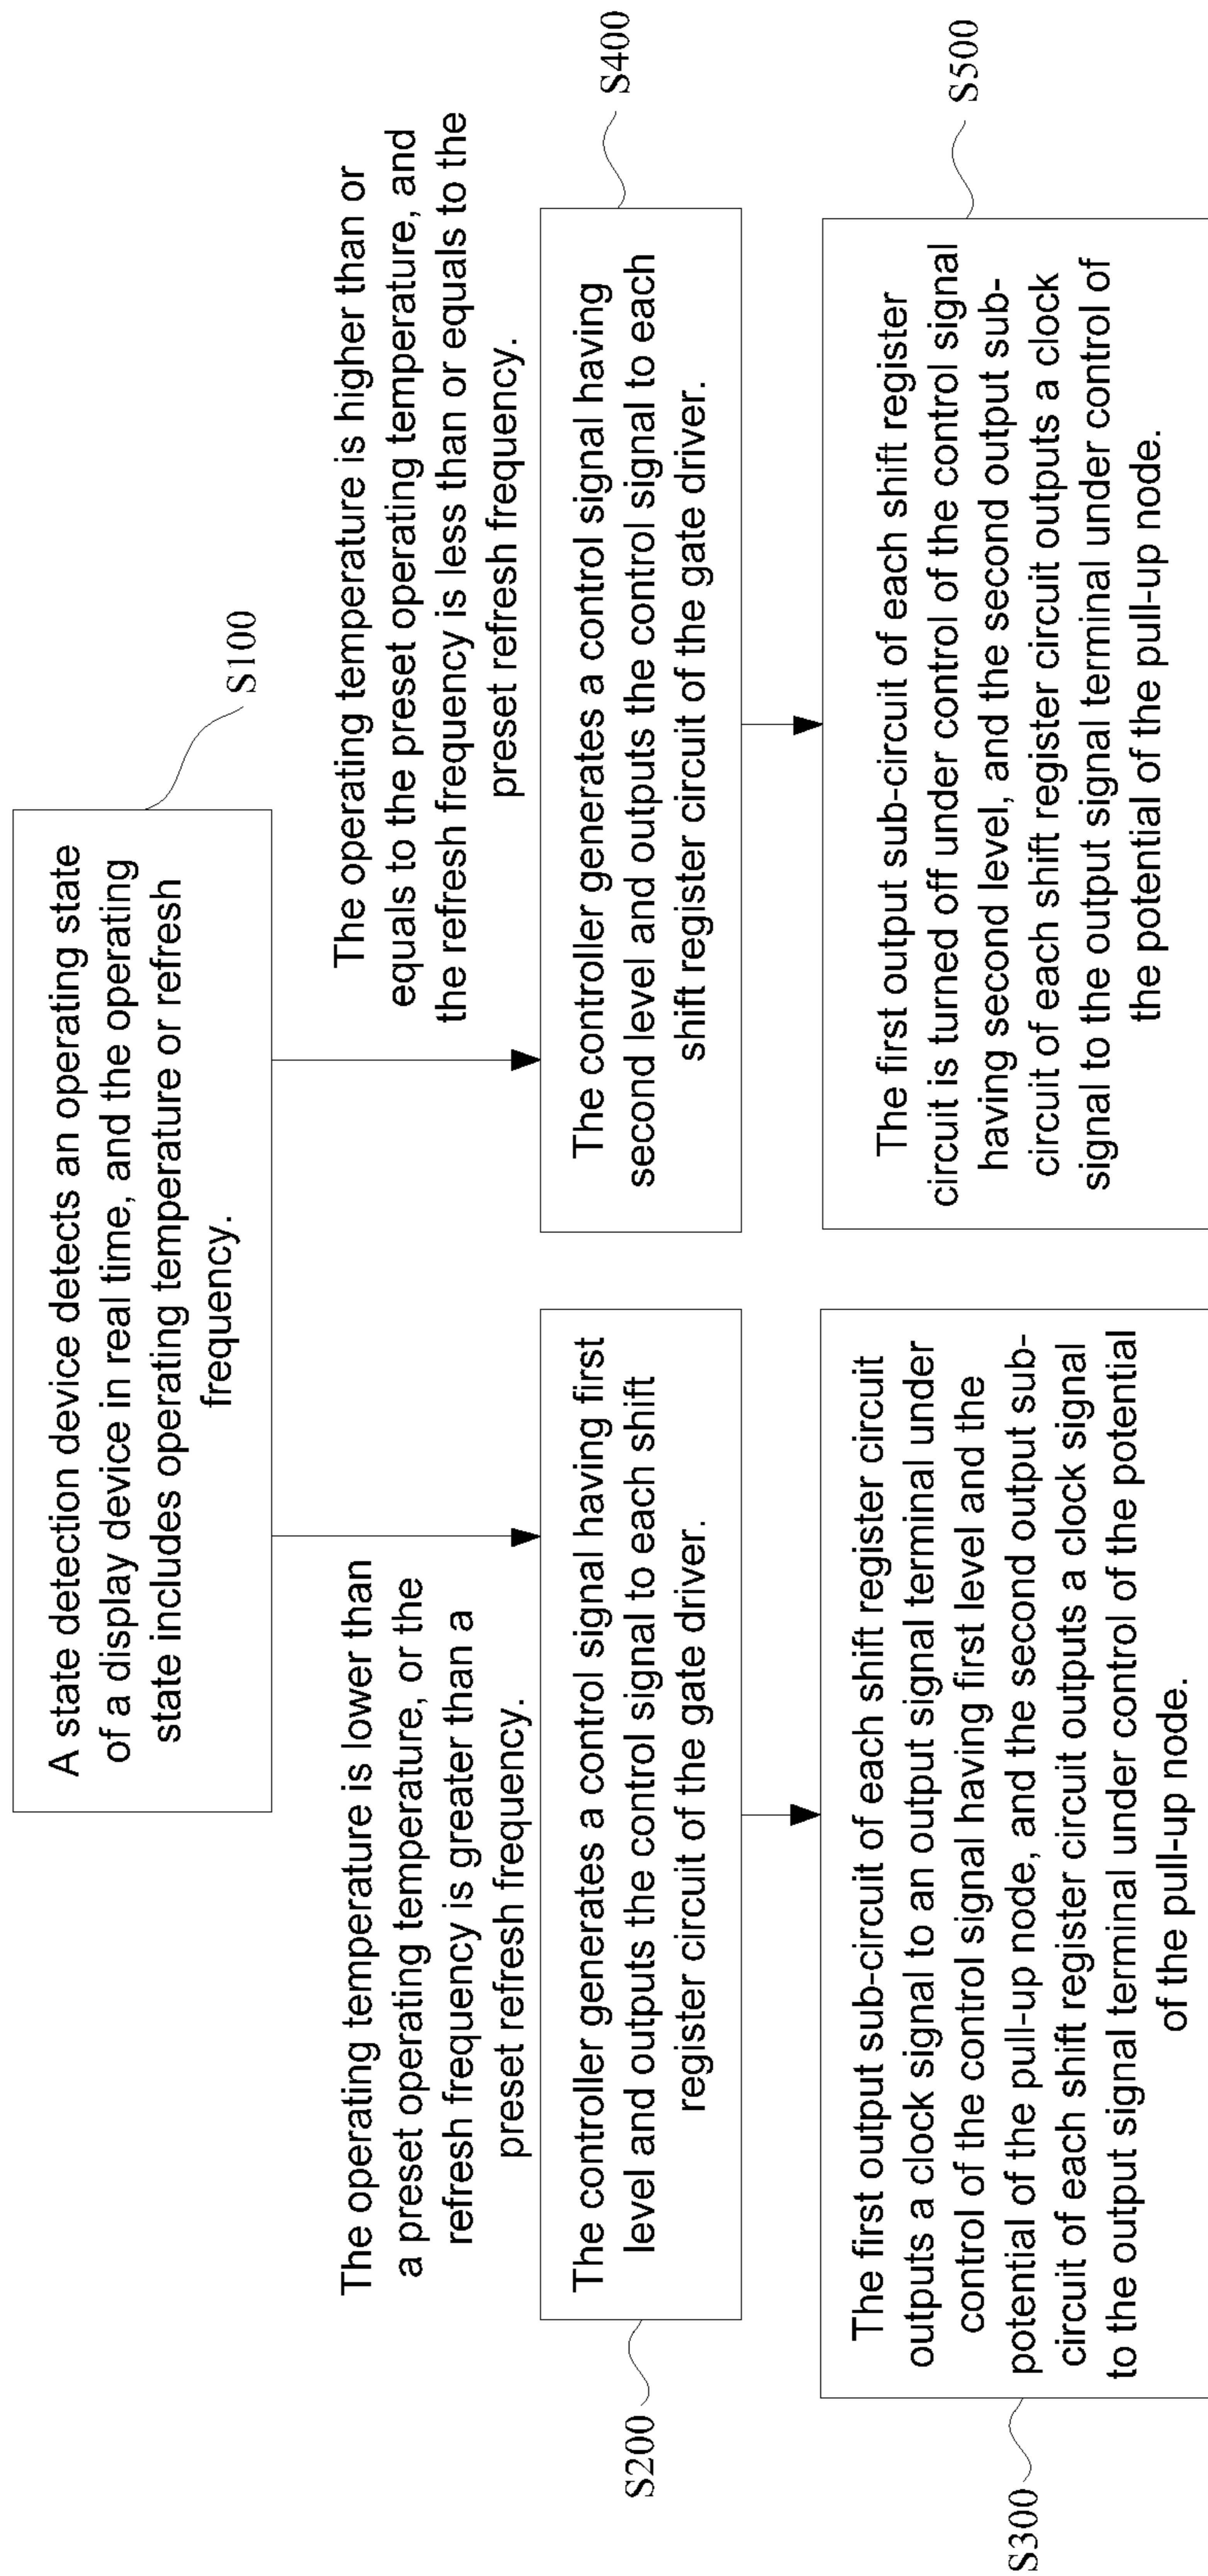 A state detection device detects an operating state
of a display device in real time, and the operating
state includes operating temperature or refresh
frequency.
S100
The operating temperature is lower than
a preset operating temperature, or the
refresh frequency is greater than a
preset refresh frequency.
The operating temperature is higher than or
equals to the preset operating temperature, and
the refresh frequency is less than or equals to the
preset refresh frequency.
S200
The controller generates a control signal having first
level and outputs the control signal to each shift
register circuit of the gate driver.
The controller generates a control signal having
second level and outputs the control signal to each
shift register circuit of the gate driver.
S400
S300
The first output sub-circuit of each shift register circuit
outputs a clock signal to an output signal terminal under
control of the control signal having first level and the
potential of the pull-up node, and the second output sub-
circuit of each shift register circuit outputs a clock signal
to the output signal terminal under control of the potential
of the pull-up node.
The first output sub-circuit of each shift register
circuit is turned off under control of the control signal
having second level, and the second output sub-
circuit of each shift register circuit outputs a clock
signal to the output signal terminal under control of
the potential of the pull-up node.
S500